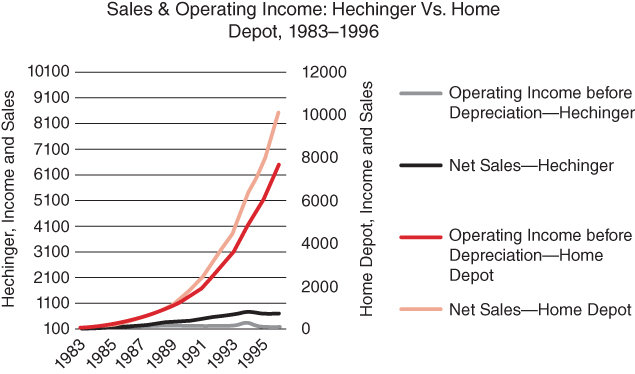 Sales & Operating Income: Hechinger Vs. Home
Depot, 1983–1996
Hechinger, Income and Sales
10100
9100
8100
7100
6100
5100
4100
3100
2100
1100
100
12000
10000
8000
6000
4000
2000
0
Home Depot, Income and Sales
1983
1985
1987
1989
1991
1993
1995
Operating Income before
Depreciation—Hechinger
Net Sales—Hechinger
Operating Income before
Depreciation—Home
Depot
Net Sales—Home Depot